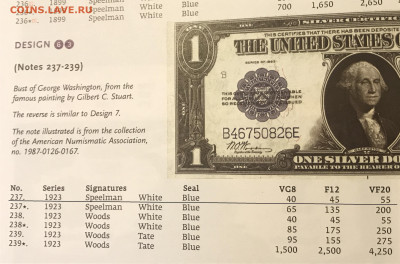 COINS.LAVE.RU
236 1899 Speelman White Blue
236★. 1899 Speelman White Blue 700 1,650 2,650
DESIGN
(Notes 237-239)
Bust of George Washington, from the
famous painting by Gilbert C. Stuart.
The reverse is similar to Design 7.
The note illustrated is from the collection
of the American Numismatic Association,
no. 1987-0126-0167.
SILVER CERTIFICATE
THE UNITED STATES O
SERIES OF 1923
B
B46750826E
ONE SILVER DO
No. Series Signatures Seal VG8 F12 VF20
237. 1923 Speelman White Blue 40 45 55
237★. 1923 Speelman White Blue 65 135 200
238. 1923 Woods White Blue 40 45 55
238★. 1923 Woods White Blue 85 175 250
239. 1923 Woods Tate Blue 95 155 275
239★. 1923 Woods Tate Blue 1,500 2,500 4,250